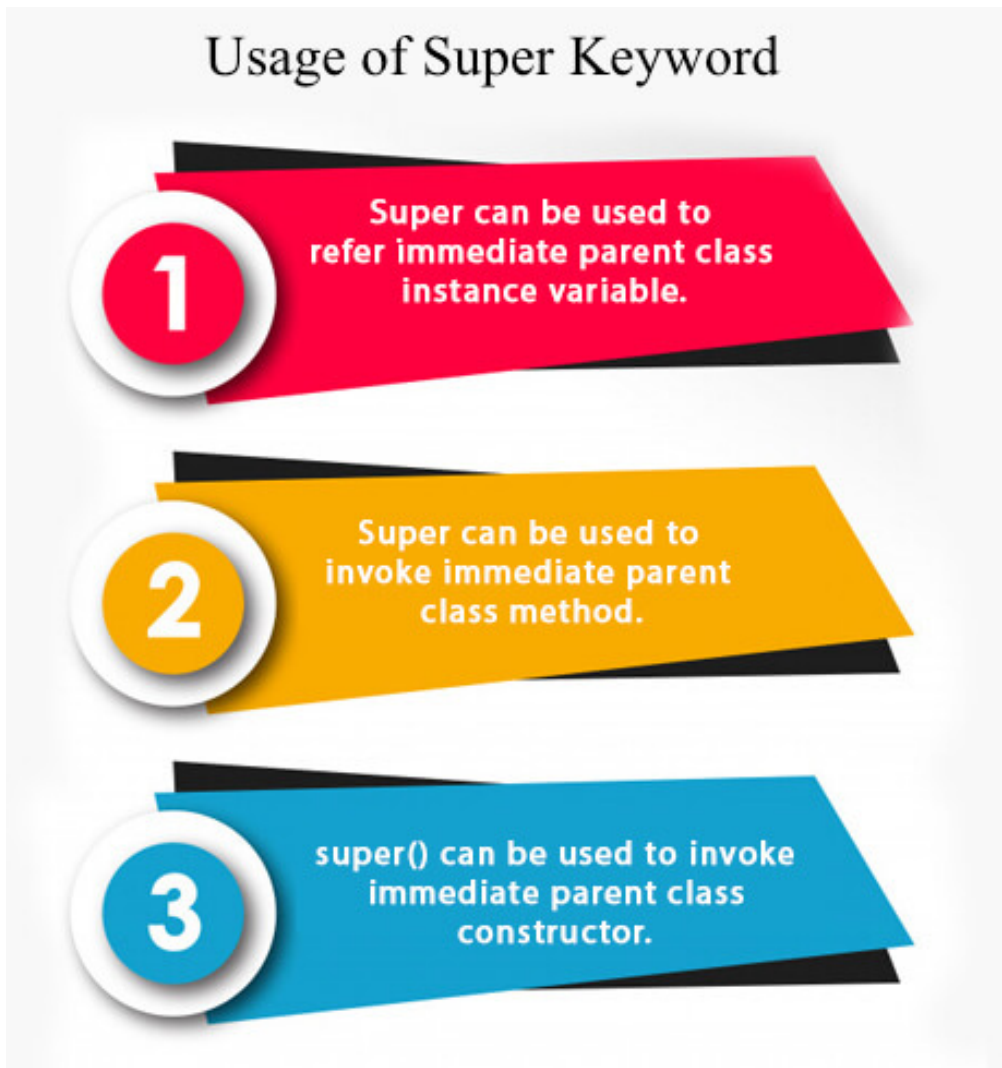 Usage of Super Keyword
1
Super can be used to
refer immediate parent class
instance variable.
2
Super can be used to
invoke immediate parent
class method.
3
super() can be used to invoke
immediate parent class
constructor.